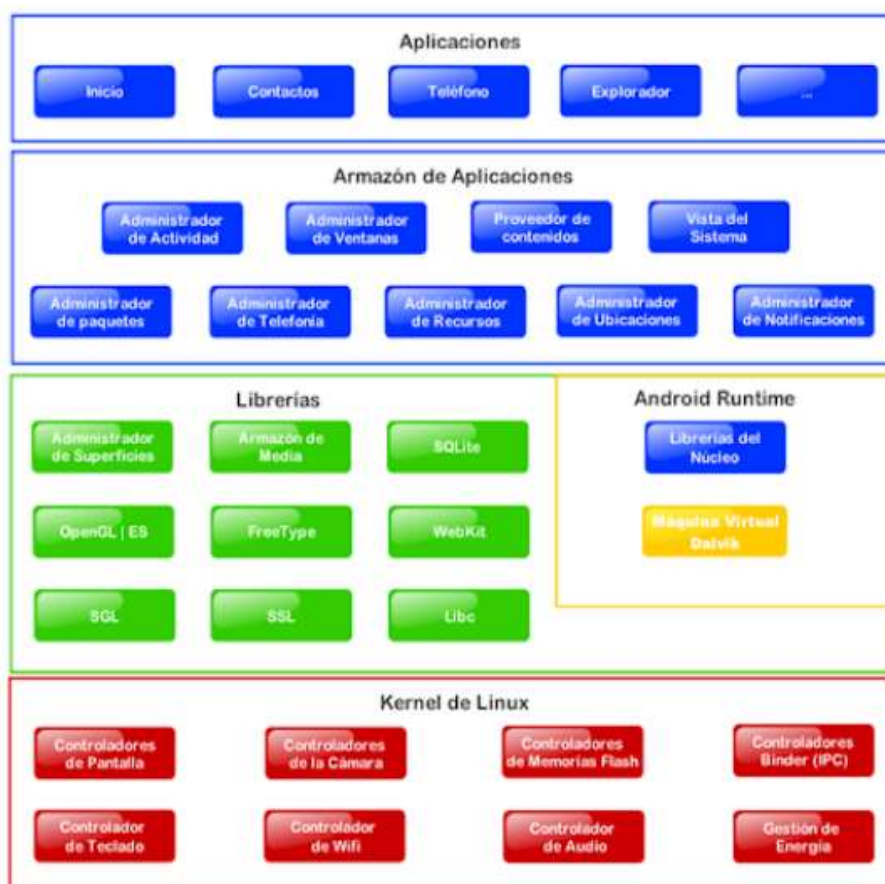 Aplicaciones
Inicio
Contactos
Teléfono
Explorador
...
Armazón de Aplicaciones
Administrador
de Actividad
Administrador
de Ventanas
Proveedor de
contenidos
Vista del
Sistema
Administrador
de paquetes
Administrador
de Telefonía
Administrador
de Recursos
Administrador
de Ubicaciones
Administrador
de Notificaciones
Librerías
Administrador
de Superficies
Armazón de
Media
SQLite
OpenGL | ES
FreeType
WebKit
SGL
SSL
Libc
Android Runtime
Librerías del
Núcleo
Máquina Virtual
Dalvik
Kernel de Linux
Controladores
de Pantalla
Controladores
de la Cámara
Controladores
de Memorias Flash
Controladores
Binder (IPC)
Controlador
de Teclado
Controlador
de Wifi
Controlador
de Audio
Gestión de
Energía